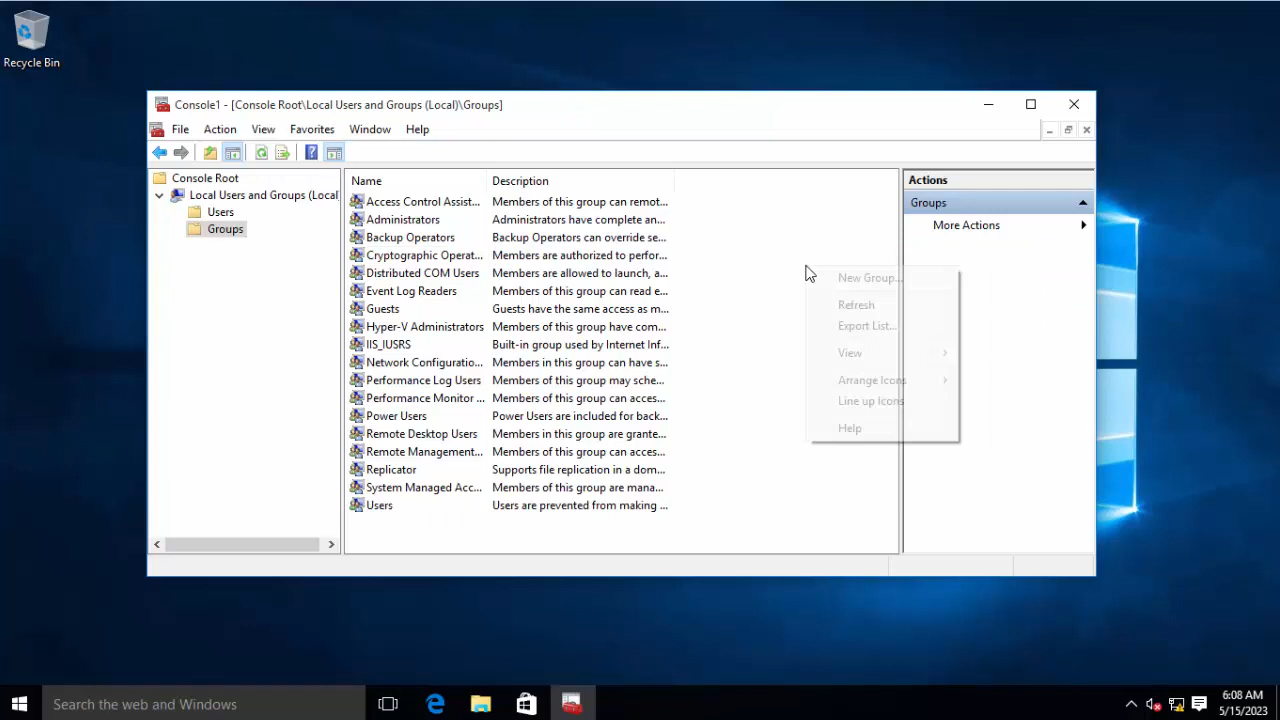 Recycle Bin
Console1 - [Console Root\Local Users and Groups (Local)\Groups]
File Action View Favorites Window Help
Console Root
Local Users and Groups (Local
Users
Groups
Name Description
Access Control Assist... Members of this group can remot...
Administrators Administrators have complete an...
Backup Operators Backup Operators can override se...
Cryptographic Operat... Members are authorized to perfor...
Distributed COM Users Members are allowed to launch, a...
Event Log Readers Members of this group can read e...
Guests Guests have the same access as m...
Hyper-V Administrators Members of this group have com...
IIS_IUSRS Built-in group used by Internet Inf...
Network Configuratio... Members in this group can have s...
Performance Log Users Members of this group may sche...
Performance Monitor ... Members of this group can access...
Power Users Power Users are included for back...
Remote Desktop Users Members in this group are grante...
Remote Management... Members of this group can acces...
Replicator Supports file replication in a dom...
System Managed Acc... Members of this group are mana...
Users Users are prevented from making ...
New Group...
Refresh
Export List...
View
Arrange Icons
Line up Icons
Help
Actions
Groups
More Actions
Search the web and Windows
6:08 AM
5/15/2023